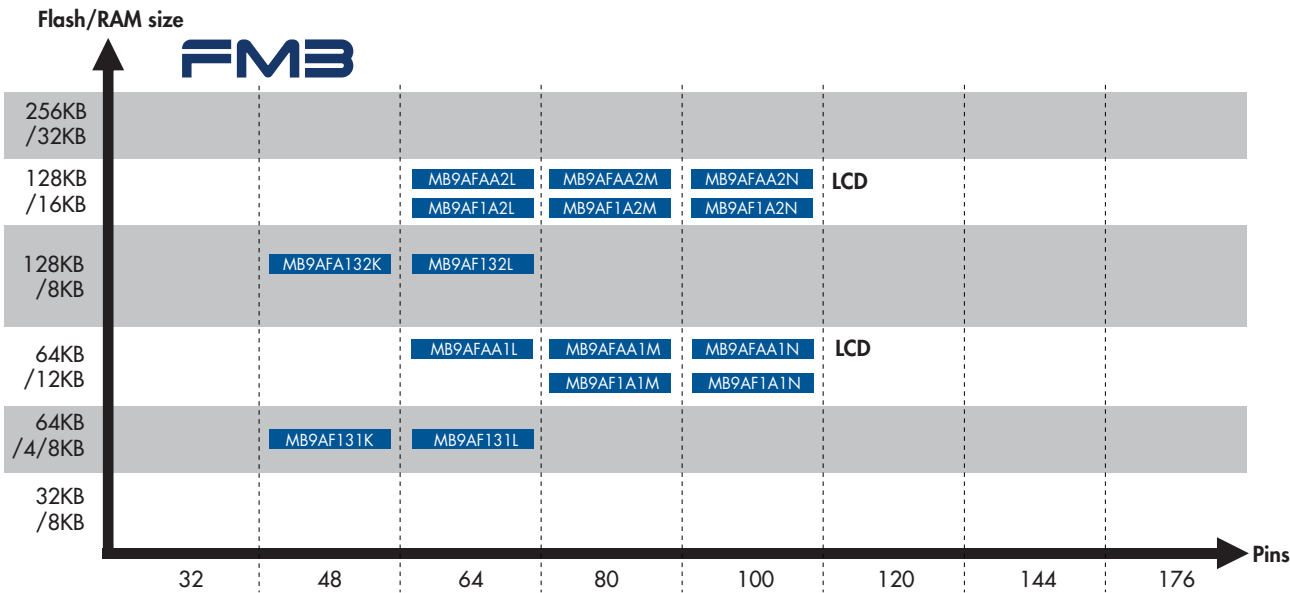 Flash/RAM size
FM3
256KB
/32KB
128KB
/16KB
MB9AFAA2L MB9AFAA2M MB9AFAA2N LCD
MB9AF1A2L MB9AF1A2M MB9AF1A2N
128KB
/8KB
MB9AFA132K MB9AF132L
64KB
/12KB
MB9AFAA1L MB9AFAA1M MB9AFAA1N LCD
MB9AF1A1M MB9AF1A1N
64KB
/4/8KB
MB9AF131K MB9AF131L
32KB
/8KB
Pins
32 48 64 80 100 120 144 176